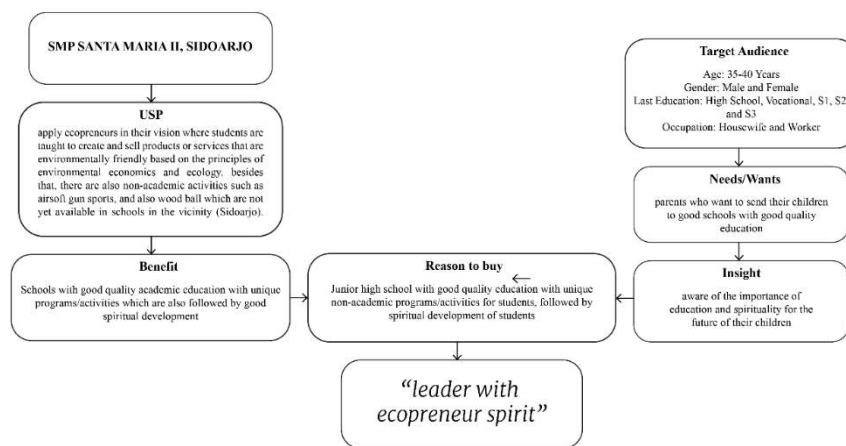 SMP SANTA MARIA II, SIDOARJO
USP
apply ecopreneurs in their vision where students are
taught to create and sell products or services that are
environmentally friendly based on the principles of
environmental economics and ecology. besides
that, there are also non-academic activities such as
airsoft gun sports, and also wood ball which are not
yet available in schools in the vicinity (Sidoarjo).
Benefit
Schools with good quality academic education with unique
programs/activities which are also followed by good
spiritual development
Target Audience
Age: 35-40 Years
Gender: Male and Female
Last Education: High School, Vocational, S1, S2
and S3
Occupation: Housewife and Worker
Needs/Wants
parents who want to send their children
to good schools with good quality
education
Insight
aware of the importance of
education and spirituality for the
future of their children
Reason to buy
Junior high school with good quality education with unique
non-academic programs/activities for students, followed by
spiritual development of students
“leader with
ecopreneur spirit”